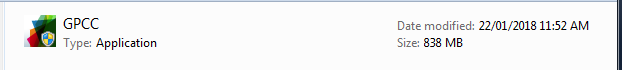 GPCC
Date modified: 22/01/2018 11:52 AM
Type: Application
Size: 838 MB